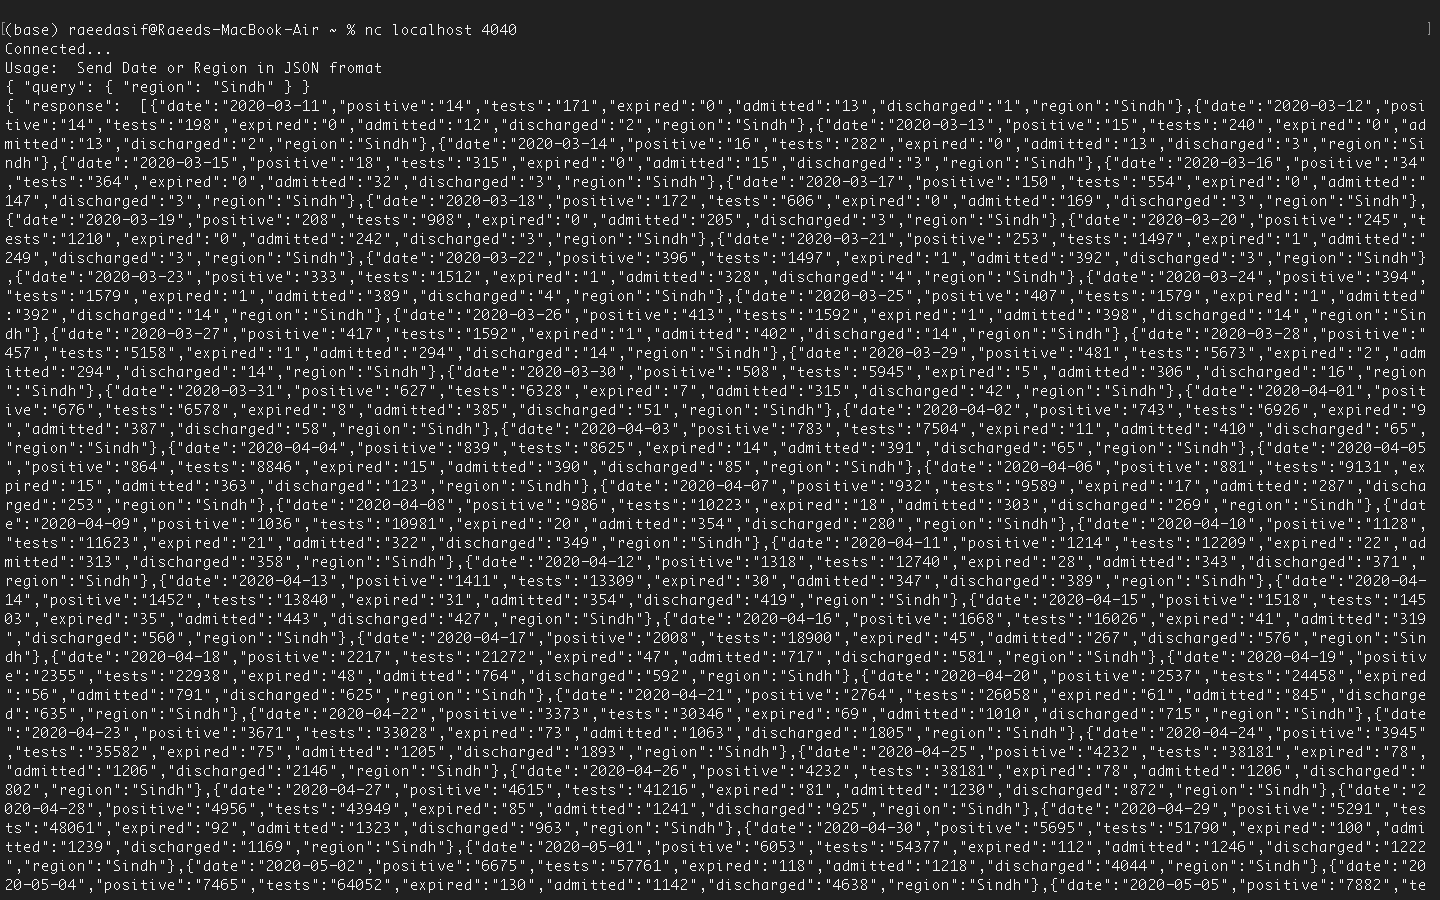 (base) raeedasif@Raeeds-MacBook-Air ~ % nc localhost 4040
Connected...
Usage:  Send Date or Region in JSON fromat
{ "query": { "region": "Sindh" } }
{ "response":  [{"date":"2020-03-11","positive":"14","tests":"171","expired":"0","admitted":"13","discharged":"1","region":"Sindh"},{"date":"2020-03-12","posi
tive":"14","tests":"198","expired":"0","admitted":"12","discharged":"2","region":"Sindh"},{"date":"2020-03-13","positive":"15","tests":"240","expired":"0","ad
mitted":"13","discharged":"2","region":"Sindh"},{"date":"2020-03-14","positive":"16","tests":"282","expired":"0","admitted":"13","discharged":"3","region":"Si
ndh"},{"date":"2020-03-15","positive":"18","tests":"315","expired":"0","admitted":"15","discharged":"3","region":"Sindh"},{"date":"2020-03-16","positive":"34"
,"tests":"364","expired":"0","admitted":"32","discharged":"3","region":"Sindh"},{"date":"2020-03-17","positive":"150","tests":"554","expired":"0","admitted":"
147","discharged":"3","region":"Sindh"},{"date":"2020-03-18","positive":"172","tests":"606","expired":"0","admitted":"169","discharged":"3","region":"Sindh"},
{"date":"2020-03-19","positive":"208","tests":"908","expired":"0","admitted":"205","discharged":"3","region":"Sindh"},{"date":"2020-03-20","positive":"245","t
ests":"1210","expired":"0","admitted":"242","discharged":"3","region":"Sindh"},{"date":"2020-03-21","positive":"253","tests":"1497","expired":"1","admitted":"
249","discharged":"3","region":"Sindh"},{"date":"2020-03-22","positive":"396","tests":"1497","expired":"1","admitted":"392","discharged":"3","region":"Sindh"}
,{"date":"2020-03-23","positive":"333","tests":"1512","expired":"1","admitted":"328","discharged":"4","region":"Sindh"},{"date":"2020-03-24","positive":"394",
"tests":"1579","expired":"1","admitted":"389","discharged":"4","region":"Sindh"},{"date":"2020-03-25","positive":"407","tests":"1579","expired":"1","admitted"
:"392","discharged":"14","region":"Sindh"},{"date":"2020-03-26","positive":"413","tests":"1592","expired":"1","admitted":"398","discharged":"14","region":"Sin
dh"},{"date":"2020-03-27","positive":"417","tests":"1592","expired":"1","admitted":"402","discharged":"14","region":"Sindh"},{"date":"2020-03-28","positive":"
457","tests":"5158","expired":"1","admitted":"294","discharged":"14","region":"Sindh"},{"date":"2020-03-29","positive":"481","tests":"5673","expired":"2","adm
itted":"294","discharged":"14","region":"Sindh"},{"date":"2020-03-30","positive":"508","tests":"5945","expired":"5","admitted":"306","discharged":"16","region
":"Sindh"},{"date":"2020-03-31","positive":"627","tests":"6328","expired":"7","admitted":"315","discharged":"42","region":"Sindh"},{"date":"2020-04-01","posit
ive":"676","tests":"6578","expired":"8","admitted":"385","discharged":"51","region":"Sindh"},{"date":"2020-04-02","positive":"743","tests":"6926","expired":"9
","admitted":"387","discharged":"58","region":"Sindh"},{"date":"2020-04-03","positive":"783","tests":"7504","expired":"11","admitted":"410","discharged":"65",
"region":"Sindh"},{"date":"2020-04-04","positive":"839","tests":"8625","expired":"14","admitted":"391","discharged":"65","region":"Sindh"},{"date":"2020-04-05
","positive":"864","tests":"8846","expired":"15","admitted":"390","discharged":"85","region":"Sindh"},{"date":"2020-04-06","positive":"881","tests":"9131","ex
pired":"15","admitted":"363","discharged":"123","region":"Sindh"},{"date":"2020-04-07","positive":"932","tests":"9589","expired":"17","admitted":"287","discha
rged":"253","region":"Sindh"},{"date":"2020-04-08","positive":"986","tests":"10223","expired":"18","admitted":"303","discharged":"269","region":"Sindh"},{"dat
e":"2020-04-09","positive":"1036","tests":"10981","expired":"20","admitted":"354","discharged":"280","region":"Sindh"},{"date":"2020-04-10","positive":"1128",
"tests":"11623","expired":"21","admitted":"322","discharged":"349","region":"Sindh"},{"date":"2020-04-11","positive":"1214","tests":"12209","expired":"22","ad
mitted":"313","discharged":"358","region":"Sindh"},{"date":"2020-04-12","positive":"1318","tests":"12740","expired":"28","admitted":"343","discharged":"371","
region":"Sindh"},{"date":"2020-04-13","positive":"1411","tests":"13309","expired":"30","admitted":"347","discharged":"389","region":"Sindh"},{"date":"2020-04-
14","positive":"1452","tests":"13840","expired":"31","admitted":"354","discharged":"419","region":"Sindh"},{"date":"2020-04-15","positive":"1518","tests":"145
03","expired":"35","admitted":"443","discharged":"427","region":"Sindh"},{"date":"2020-04-16","positive":"1668","tests":"16026","expired":"41","admitted":"319
","discharged":"560","region":"Sindh"},{"date":"2020-04-17","positive":"2008","tests":"18900","expired":"45","admitted":"267","discharged":"576","region":"Sin
dh"},{"date":"2020-04-18","positive":"2217","tests":"21272","expired":"47","admitted":"717","discharged":"581","region":"Sindh"},{"date":"2020-04-19","positiv
e":"2355","tests":"22938","expired":"48","admitted":"764","discharged":"592","region":"Sindh"},{"date":"2020-04-20","positive":"2537","tests":"24458","expired
":"56","admitted":"791","discharged":"625","region":"Sindh"},{"date":"2020-04-21","positive":"2764","tests":"26058","expired":"61","admitted":"845","discharge
d":"635","region":"Sindh"},{"date":"2020-04-22","positive":"3373","tests":"30346","expired":"69","admitted":"1010","discharged":"715","region":"Sindh"},{"date
":"2020-04-23","positive":"3671","tests":"33028","expired":"73","admitted":"1063","discharged":"1805","region":"Sindh"},{"date":"2020-04-24","positive":"3945"
,"tests":"35582","expired":"75","admitted":"1205","discharged":"1893","region":"Sindh"},{"date":"2020-04-25","positive":"4232","tests":"38181","expired":"78",
"admitted":"1206","discharged":"2146","region":"Sindh"},{"date":"2020-04-26","positive":"4232","tests":"38181","expired":"78","admitted":"1206","discharged":"
802","region":"Sindh"},{"date":"2020-04-27","positive":"4615","tests":"41216","expired":"81","admitted":"1230","discharged":"872","region":"Sindh"},{"date":"2
020-04-28","positive":"4956","tests":"43949","expired":"85","admitted":"1241","discharged":"925","region":"Sindh"},{"date":"2020-04-29","positive":"5291","tes
ts":"48061","expired":"92","admitted":"1323","discharged":"963","region":"Sindh"},{"date":"2020-04-30","positive":"5695","tests":"51790","expired":"100","admi
tted":"1239","discharged":"1169","region":"Sindh"},{"date":"2020-05-01","positive":"6053","tests":"54377","expired":"112","admitted":"1246","discharged":"1222
","region":"Sindh"},{"date":"2020-05-02","positive":"6675","tests":"57761","expired":"118","admitted":"1218","discharged":"4044","region":"Sindh"},{"date":"20
20-05-04","positive":"7465","tests":"64052","expired":"130","admitted":"1142","discharged":"4638","region":"Sindh"},{"date":"2020-05-05","positive":"7882","te